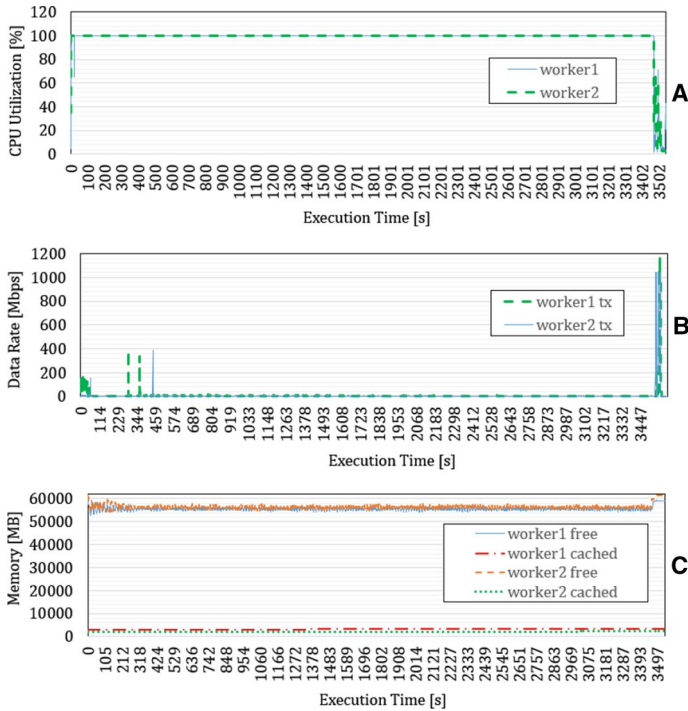 120
100
80
60
40
20
0
CPU Utilization [%]
worker1
worker2
A
0 100 200 300 400 500 600 700 800 900 1000 1100 1200 1300 1400 1500 1600 1700 1801 1901 2001 2101 2201 2301 2401 2501 2601 2701 2801 2901 3001 3101 3201 3301 3402 3502
Execution Time [s]
1200
1000
800
600
400
200
0
Data Rate [Mbps]
worker1 tx
worker2 tx
B
0 114 229 344 459 574 689 804 919 1033 1148 1263 1378 1493 1608 1723 1838 1953 2068 2183 2298 2412 2528 2643 2758 2873 2987 3102 3217 3332 3447
Execution Time [s]
60000
50000
40000
30000
20000
10000
0
Memory [MB]
worker1 free
worker1 cached
worker2 free
worker2 cached
C
0 105 212 318 424 529 636 742 848 954 1060 1166 1272 1378 1483 1589 1696 1802 1908 2014 2121 2227 2333 2439 2545 2651 2757 2863 2969 3075 3181 3287 3393 3497
Execution Time [s]